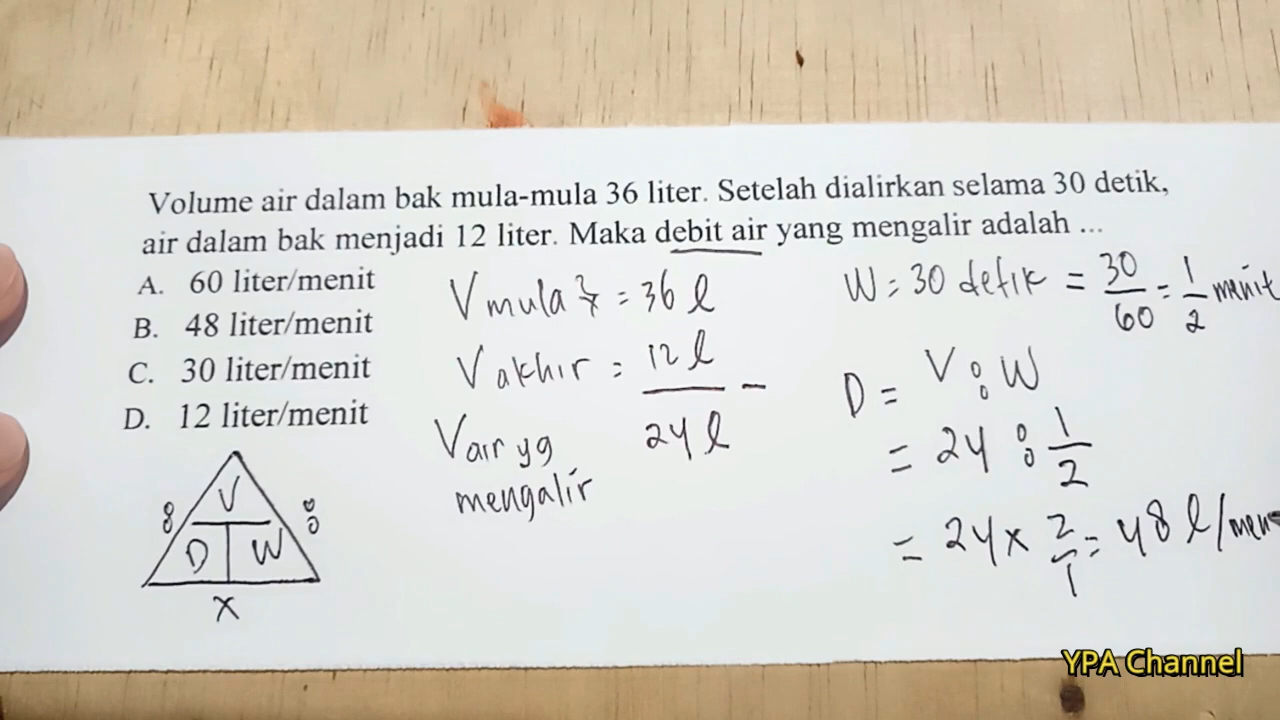 Volume air dalam bak mula-mula 36 liter. Setelah dialirkan selama 30 detik,
air dalam bak menjadi 12 liter. Maka debit air yang mengalir adalah ...
A. 60 liter/menit
B. 48 liter/menit
C. 30 liter/menit
D. 12 liter/menit
V mula² = 36 l
V akhir = 12 l −
V air yg 24 l
mengalir
W = 30 detik = 30/60 = 1/2 menit
D = V : W
= 24 : 1/2
= 24 x 2/1 = 48 l/men
: V :
D W
x
YPA Channel